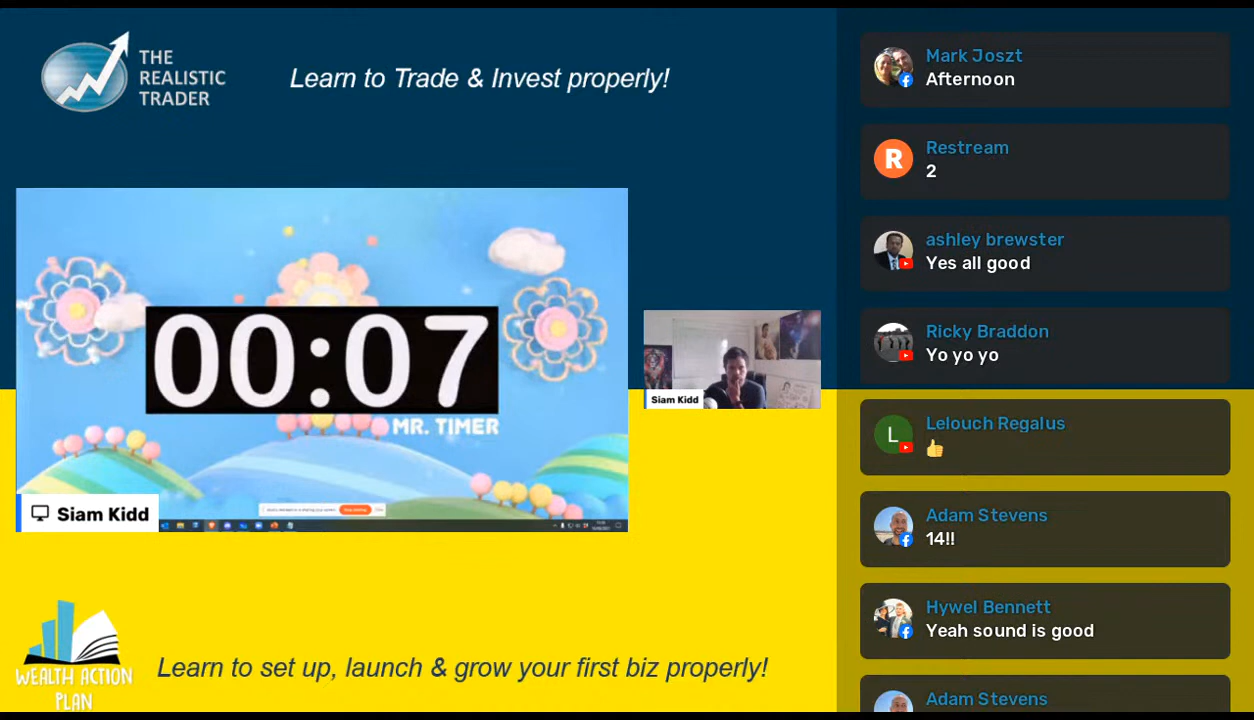 THE
REALISTIC
TRADER
Learn to Trade & Invest properly!
00:07
MR. TIMER
Siam Kidd
Siam Kidd
WEALTH ACTION
PLAN
Learn to set up, launch & grow your first biz properly!
Mark Joszt
Afternoon
R
Restream
2
ashley brewster
Yes all good
Ricky Braddon
Yo yo yo
L
Lelouch Regalus
👍
Adam Stevens
14!!
Hywel Bennett
Yeah sound is good
Adam Stevens